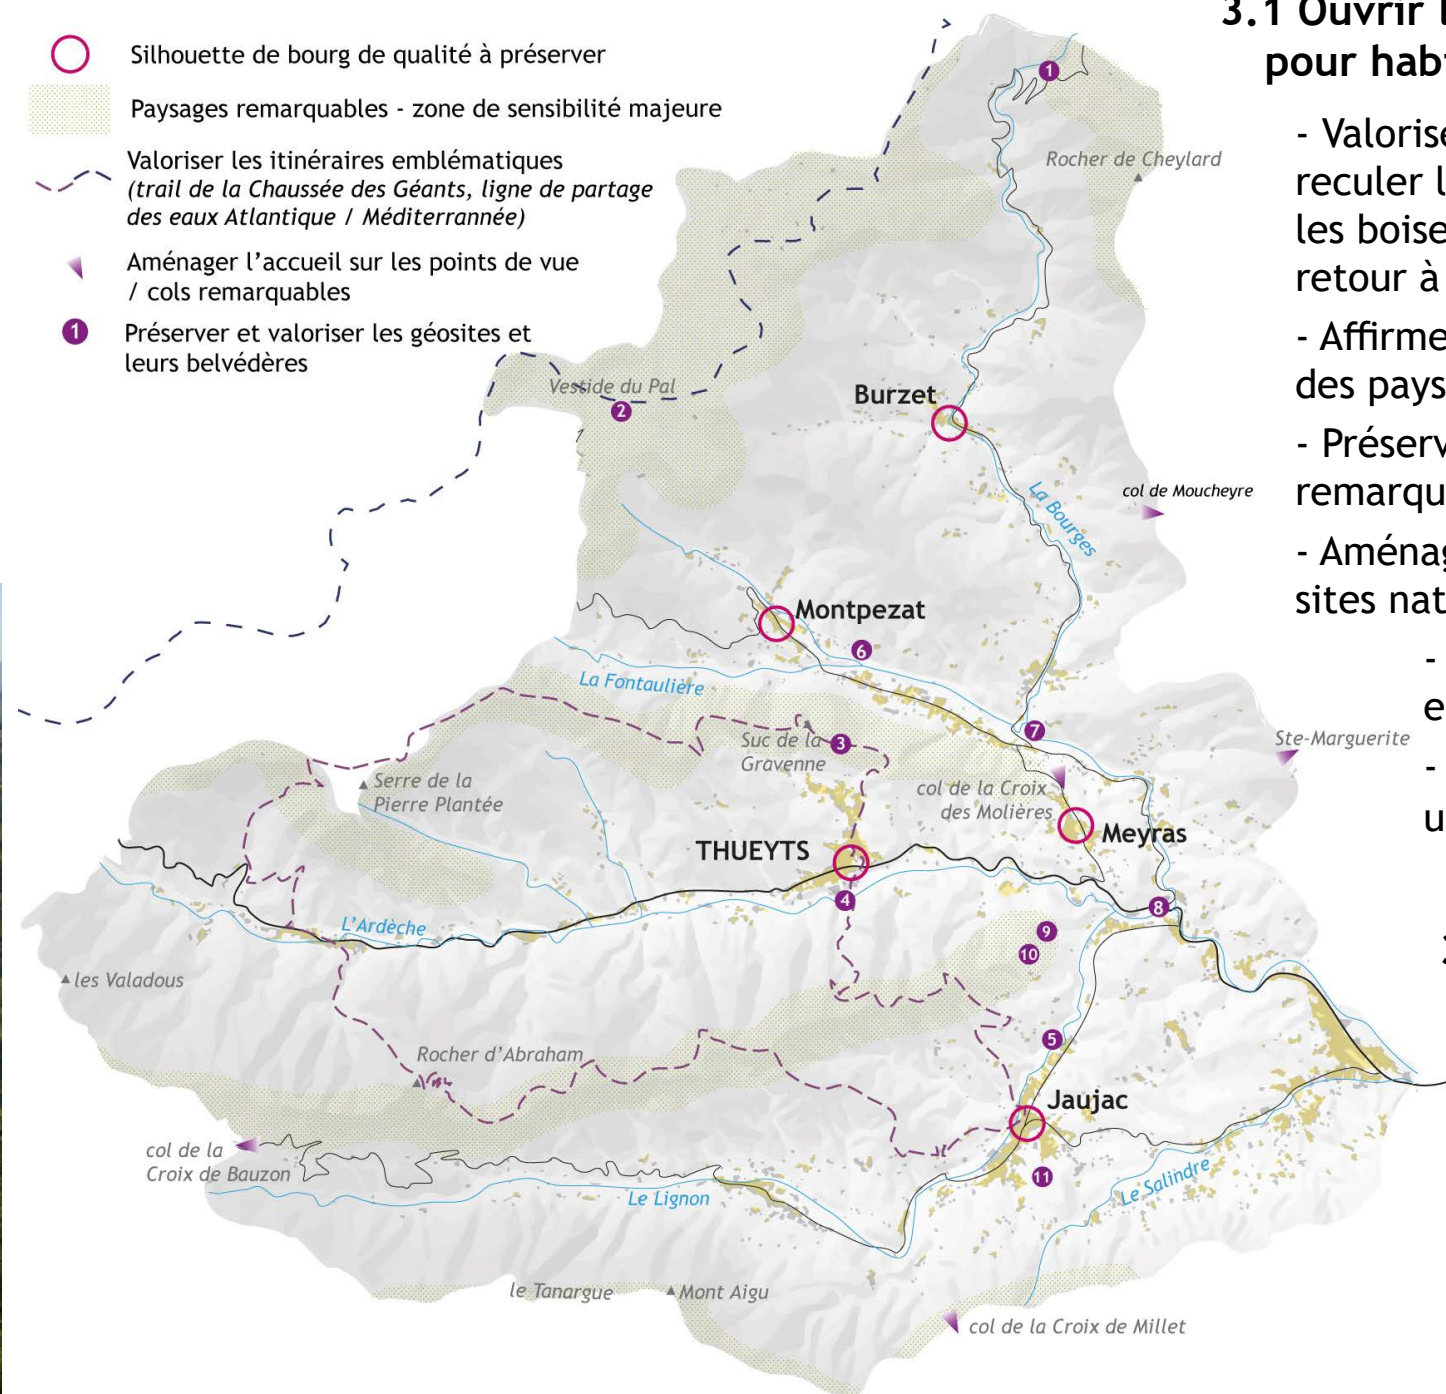 Silhouette de bourg de qualité à préserver
Paysages remarquables - zone de sensibilité majeure
Valoriser les itinéraires emblématiques
(trail de la Chaussée des Géants, ligne de partage
des eaux Atlantique / Méditerrannée)
Aménager l'accueil sur les points de vue
/ cols remarquables
1 Préserver et valoriser les géosites et
leurs belvédères
3.1 Ouvrir
pour
- Valoris
reculer
les
retour à
- Affirme
des pays
- Préserv
remarqu
- Aménag
sites nat
-
e
-
u
1
Rocher de Cheylard
Vestide du Pal
2
Burzet
col de Moucheyre
La Bourges
Montpezat
6
La Fontaulière
7
Suc de la
Gravenne
3
Ste-Marguerite
Serre de la
Pierre Plantée
col de la Croix
des Molières
Meyras
THUEYTS
4
8
L'Ardèche
9
10
les Valadous
5
Rocher d'Abraham
Jaujac
col de la
Croix de Bauzon
11
Le Lignon
Le Salindre
le Tanargue
Mont Aigu
col de la Croix de Millet